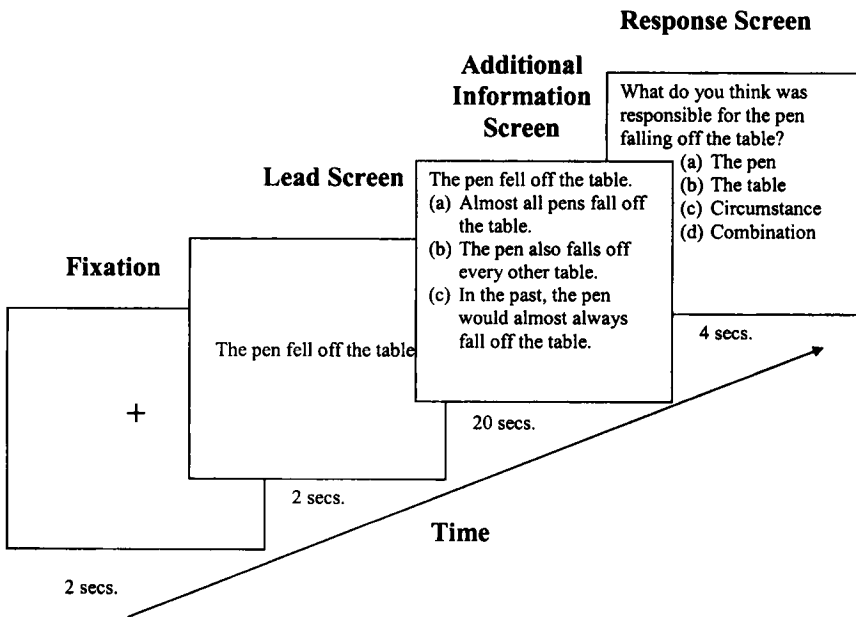 Fixation
+
2 secs.
Lead Screen
The pen fell off the table
2 secs.
Additional
Information
Screen
The pen fell off the table.
(a) Almost all pens fall off
the table.
(b) The pen also falls off
every other table.
(c) In the past, the pen
would almost always
fall off the table.
20 secs.
Response Screen
What do you think was
responsible for the pen
falling off the table?
(a) The pen
(b) The table
(c) Circumstance
(d) Combination
4 secs.
Time